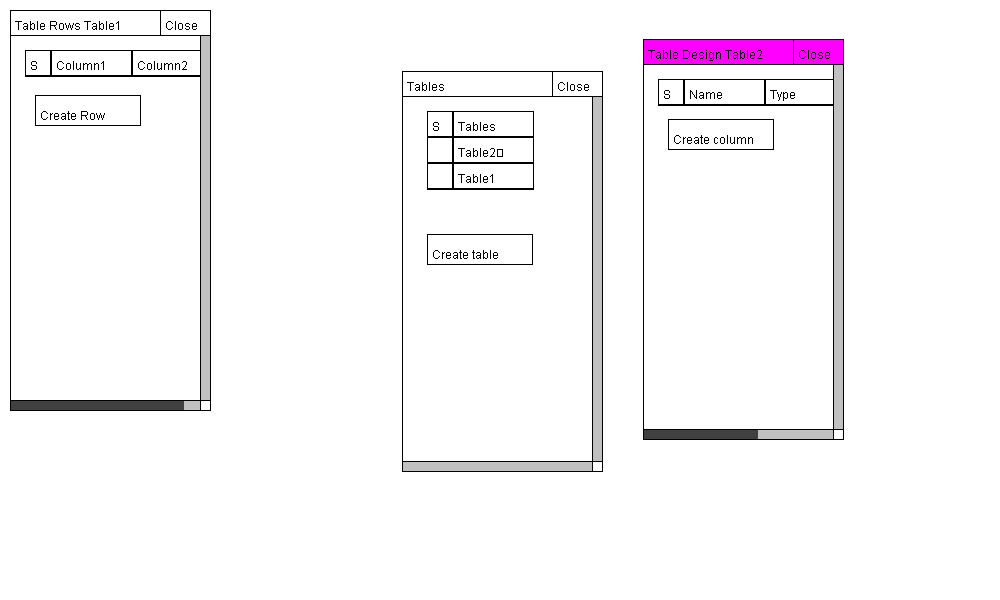 Table Rows Table1 Close
S Column1 Column2
Create Row
Tables Close
S Tables
Table2▯
Table1
Create table
Table Design Table2 Close
S Name Type
Create column